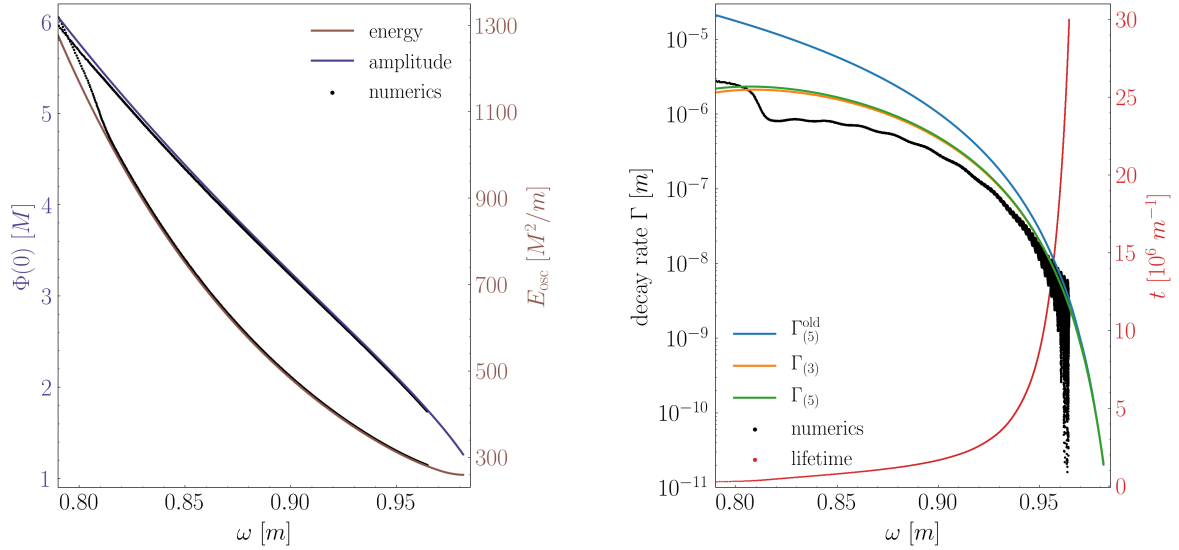 6
5
4
3
2
1
Φ(0) [M]
0.80
0.85
0.90
0.95
ω [m]
1300
1100
900
700
500
300
E_osc [M²/m]
energy
amplitude
numerics
10⁻⁵
10⁻⁶
10⁻⁷
10⁻⁸
10⁻⁹
10⁻¹⁰
10⁻¹¹
decay rate Γ [m]
Γ^old_(5)
Γ_(3)
Γ_(5)
numerics
lifetime
0.80
0.85
0.90
0.95
ω [m]
30
25
20
15
10
5
0
t [10⁶ m⁻¹]